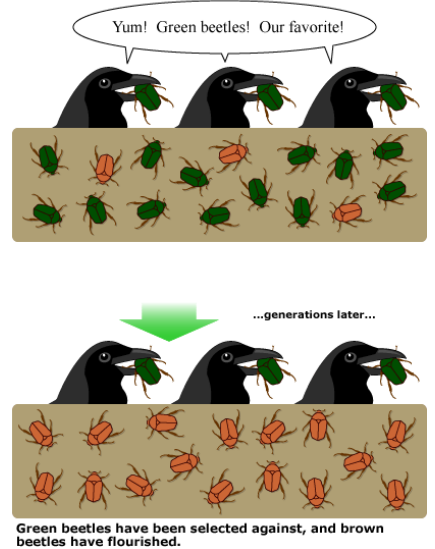 Yum!  Green beetles!  Our favorite!
...generations later...
Green beetles have been selected against, and brown
beetles have flourished.